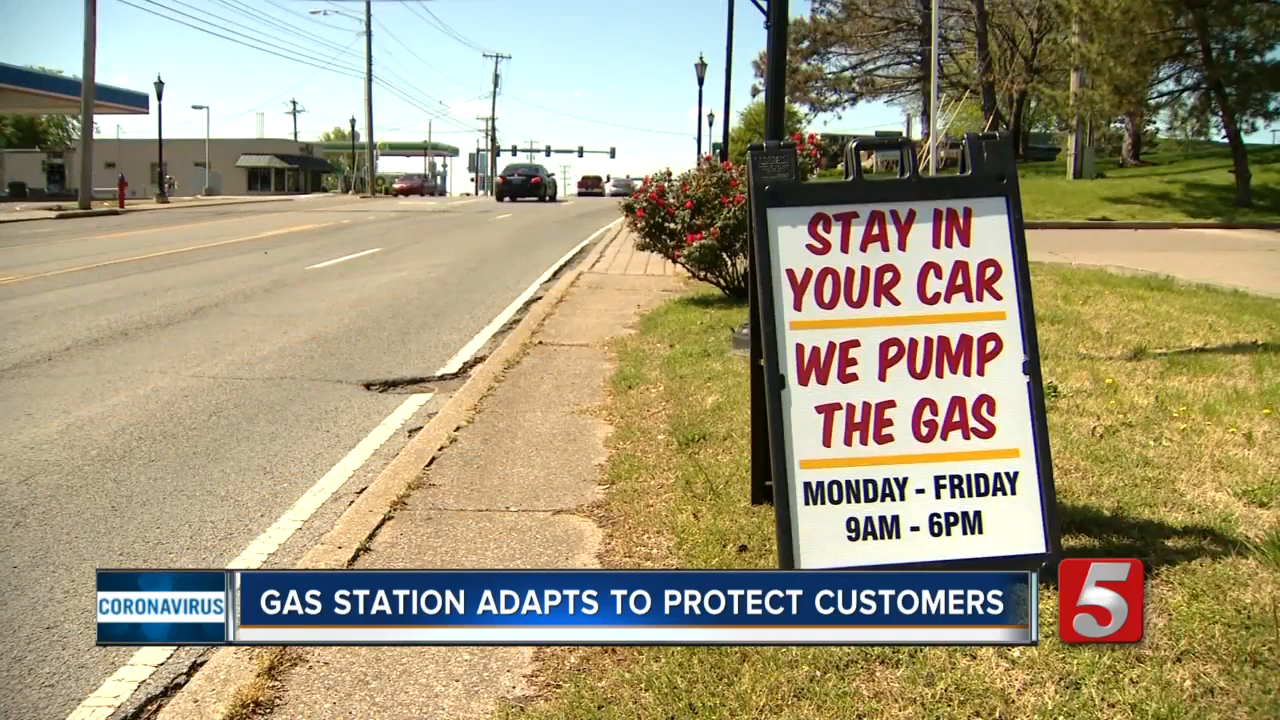 STAY IN
YOUR CAR
WE PUMP
THE GAS
MONDAY - FRIDAY
9AM - 6PM
CORONAVIRUS
GAS STATION ADAPTS TO PROTECT CUSTOMERS
5